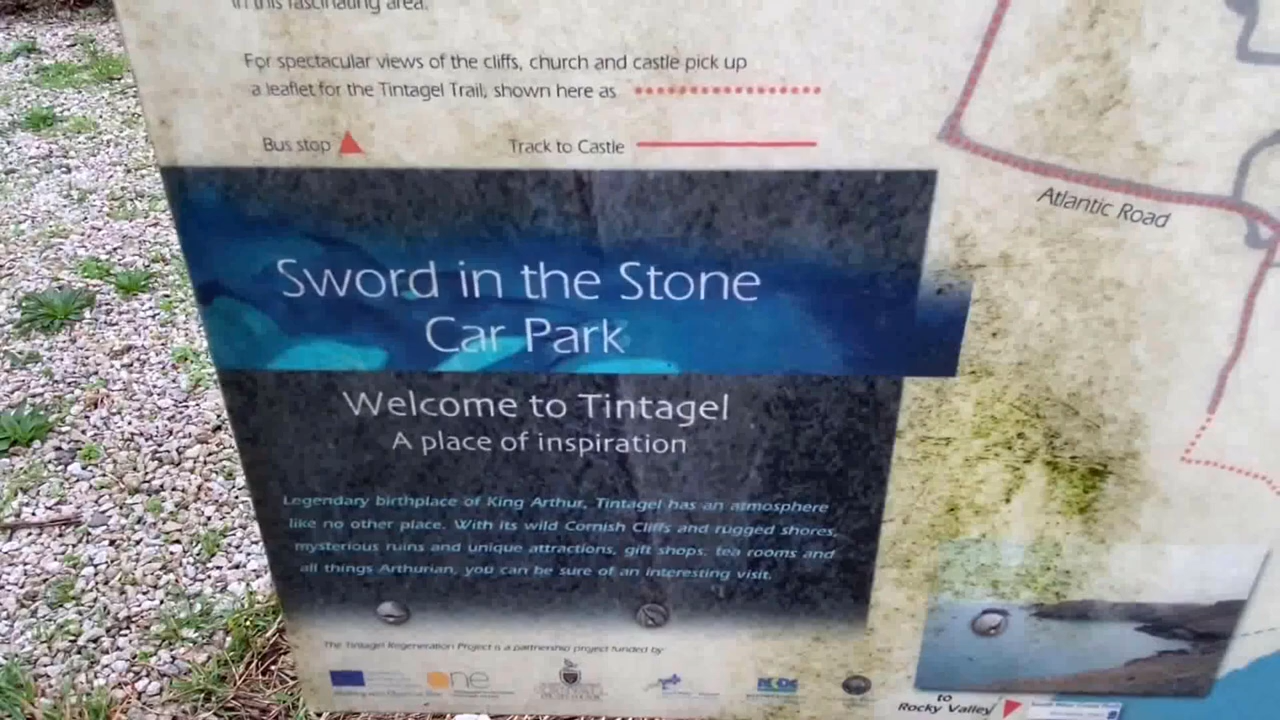 in this fascinating area.
For spectacular views of the cliffs, church and castle pick up
a leaflet for the Tintagel Trail, shown here as
Bus stop
Track to Castle
Atlantic Road
Sword in the Stone
Car Park
Welcome to Tintagel
A place of inspiration
Legendary birthplace of King Arthur, Tintagel has an atmosphere
like no other place. With its wild Cornish Cliffs and rugged shores,
mysterious ruins and unique attractions, gift shops, tea rooms and
all things Arthurian, you can be sure of an interesting visit.
The Tintagel Regeneration Project is a partnership project funded by
one
to
Rocky Valley